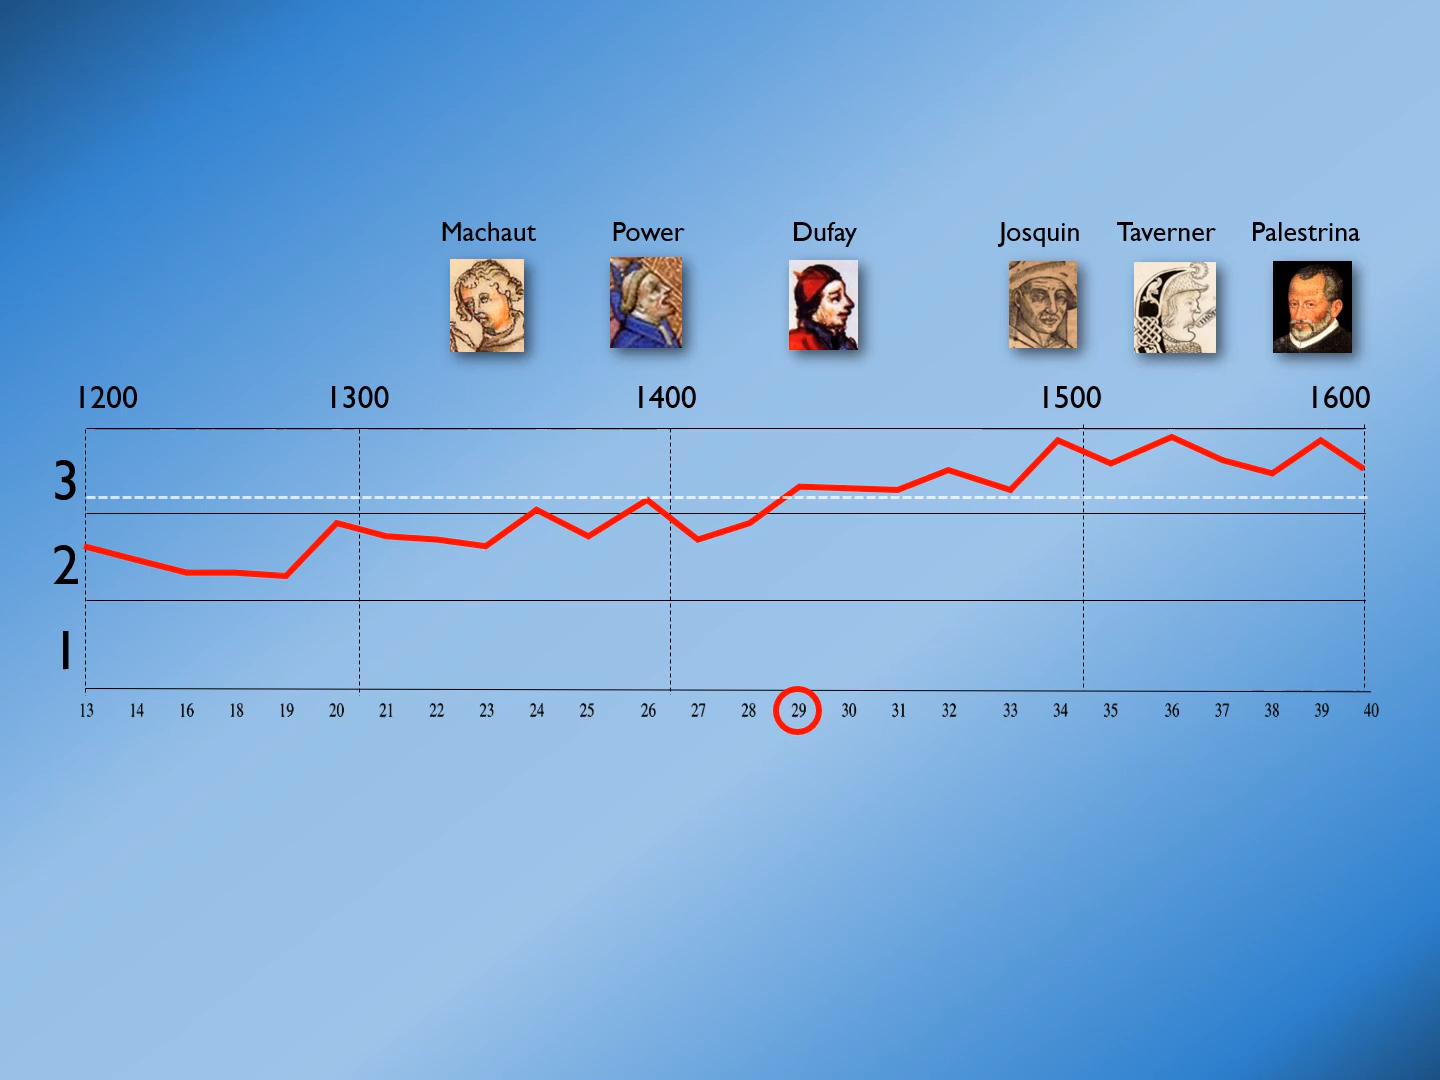 Machaut Power Dufay Josquin Taverner Palestrina
1200 1300 1400 1500 1600
3
2
1
13 14 16 18 19 20 21 22 23 24 25 26 27 28 29 30 31 32 33 34 35 36 37 38 39 40